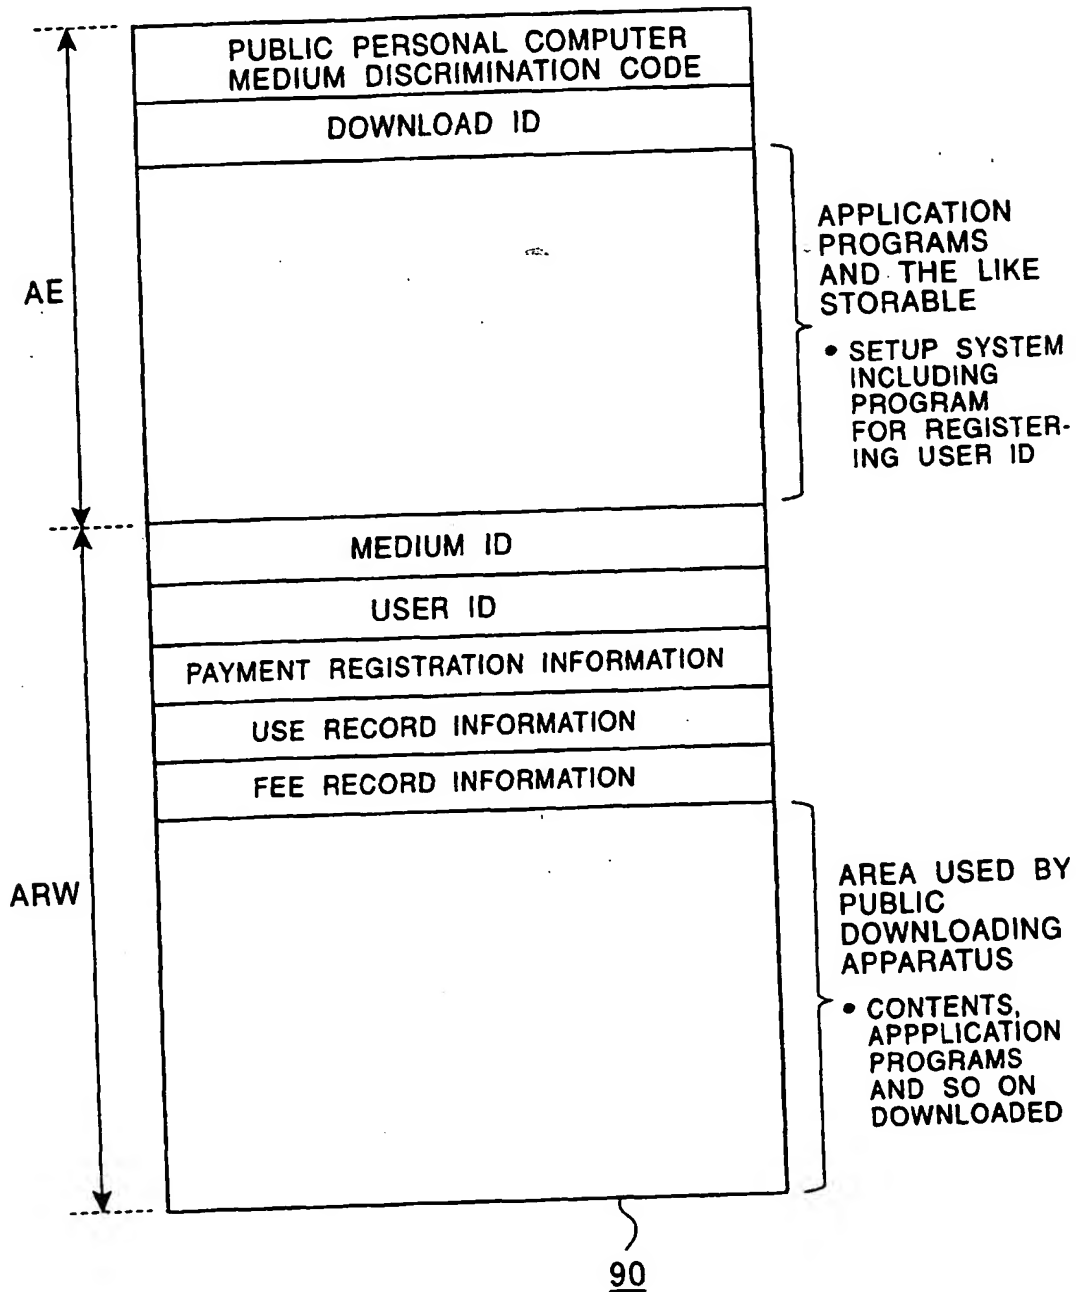 PUBLIC PERSONAL COMPUTER
MEDIUM DISCRIMINATION CODE
DOWNLOAD ID
APPLICATION
PROGRAMS
AND THE LIKE
STORABLE
• SETUP SYSTEM
INCLUDING
PROGRAM
FOR REGISTER-
ING USER ID
AE
MEDIUM ID
USER ID
PAYMENT REGISTRATION INFORMATION
USE RECORD INFORMATION
FEE RECORD INFORMATION
ARW
AREA USED BY
PUBLIC
DOWNLOADING
APPARATUS
• CONTENTS,
APPPLICATION
PROGRAMS
AND SO ON
DOWNLOADED
90